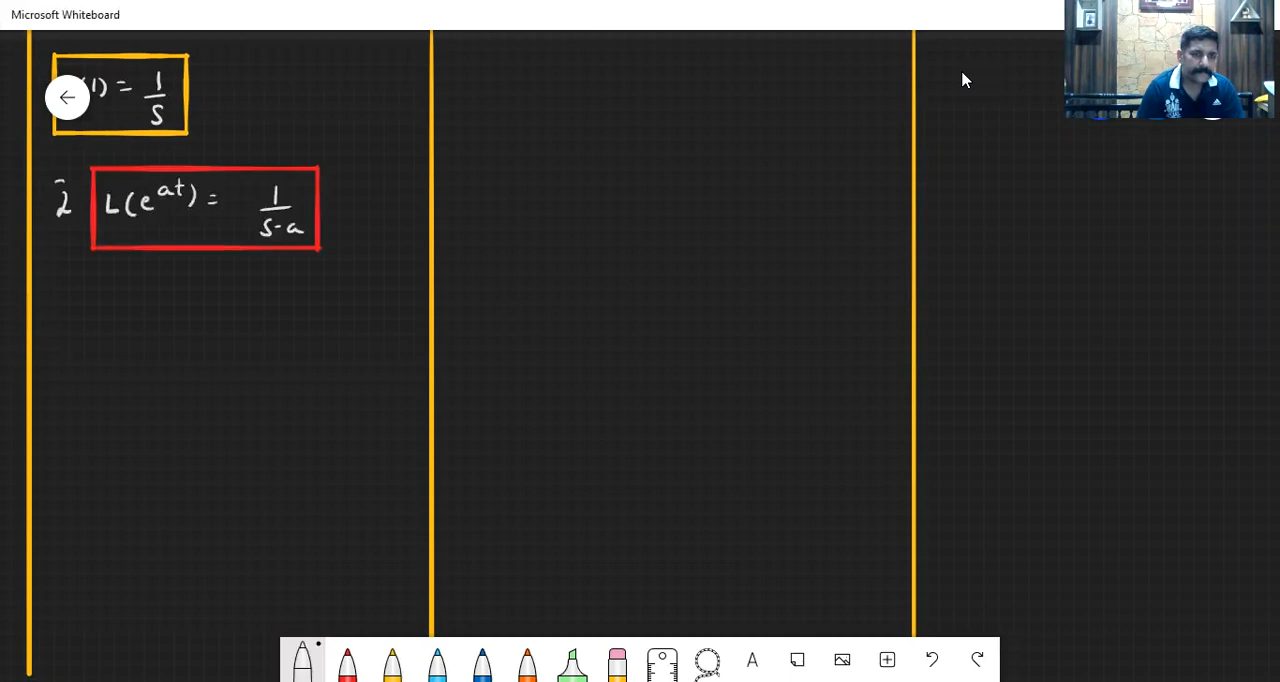 Microsoft Whiteboard
(1) = 1/s
2 L(e^{at}) = 1/(s-a)
A